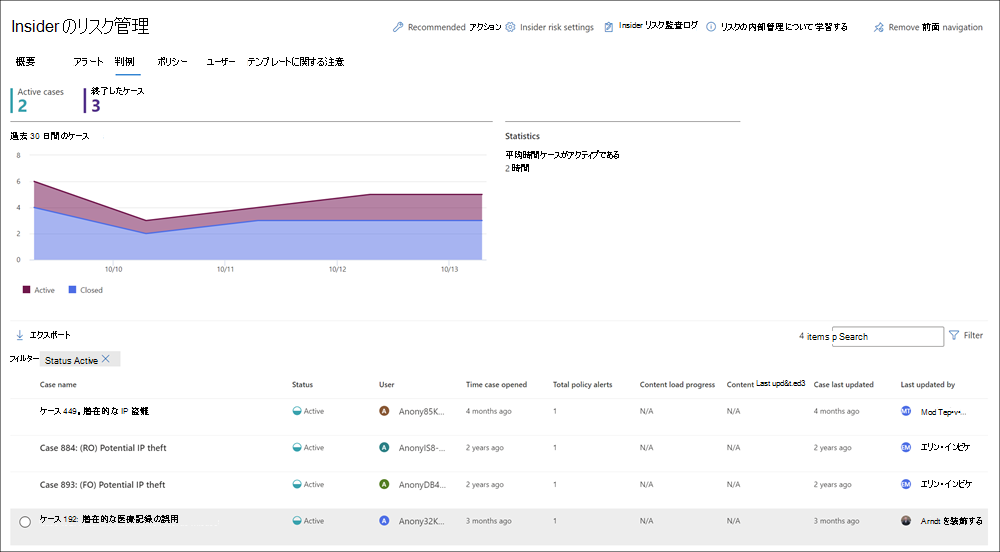 Insider のリスク管理
Recommended アクション Insider risk settings Insider リスク監査ログ リスクの内部管理について学習する Remove 前面 navigation
概要 アラート 判例 ポリシー ユーザー テンプレートに関する注意
Active cases 終了したケース
2 3
過去 30 日間のケース
Statistics
平均時間ケースがアクティブである
2 時間
8
6
4
2
0
10/10 10/11 10/12 10/13
Active Closed
エクスポート 4 items p Search Filter
フィルター Status Active
Case name Status User Time case opened Total policy alerts Content load progress Content Last upd&t.ed3 Case last updated Last updated by
ケース 449。潜在的な IP 盗難 Active A Anony85K... 4 months ago 1 N/A N/A 4 months ago MT Mod Tep
Case 884: (RO) Potential IP theft Active A AnonyIS8-... 2 years ago 1 N/A N/A 2 years ago EM エリン・インビケ
Case 893: (FO) Potential IP theft Active A AnonyDB4... 2 years ago 1 N/A N/A 2 years ago EM エリン・インビケ
ケース 192: 潜在的な医療記録の誤用 Active A Anony32K... 3 months ago 1 N/A N/A 3 months ago Arndt を装飾する